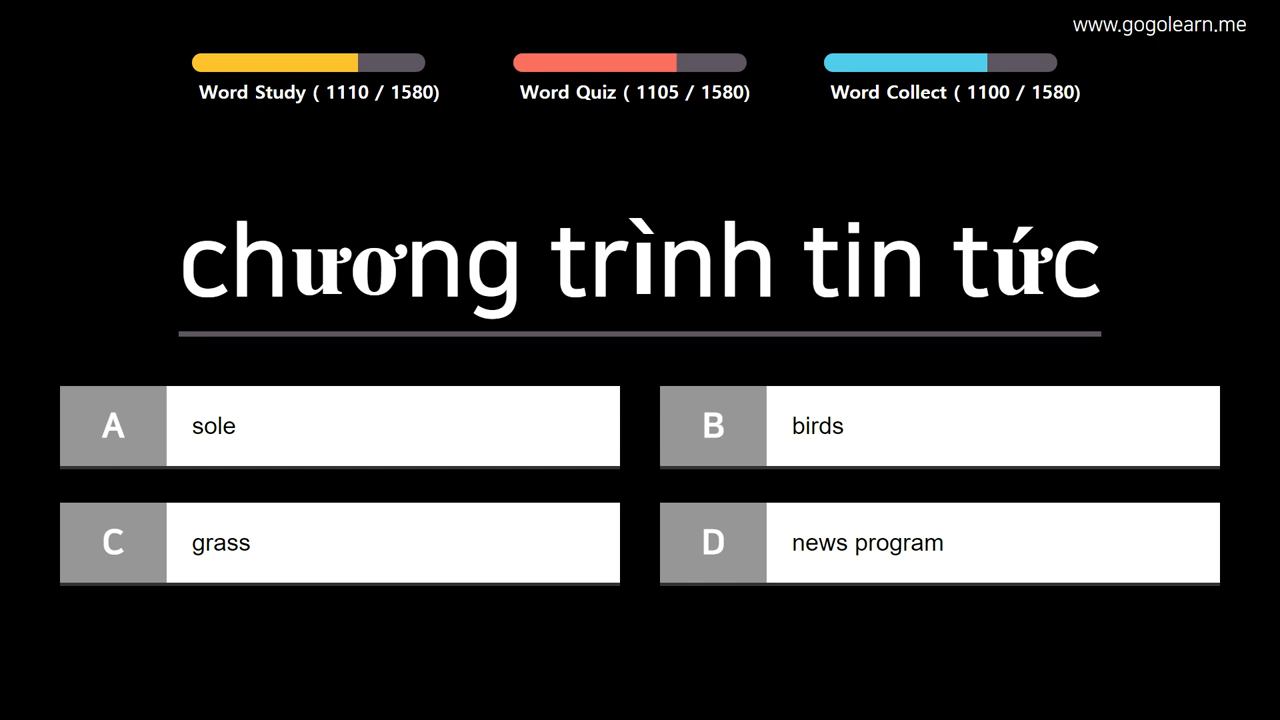 www.gogolearn.me
Word Study ( 1110 / 1580)
Word Quiz ( 1105 / 1580)
Word Collect ( 1100 / 1580)
chương trình tin tức
A sole
B birds
C grass
D news program